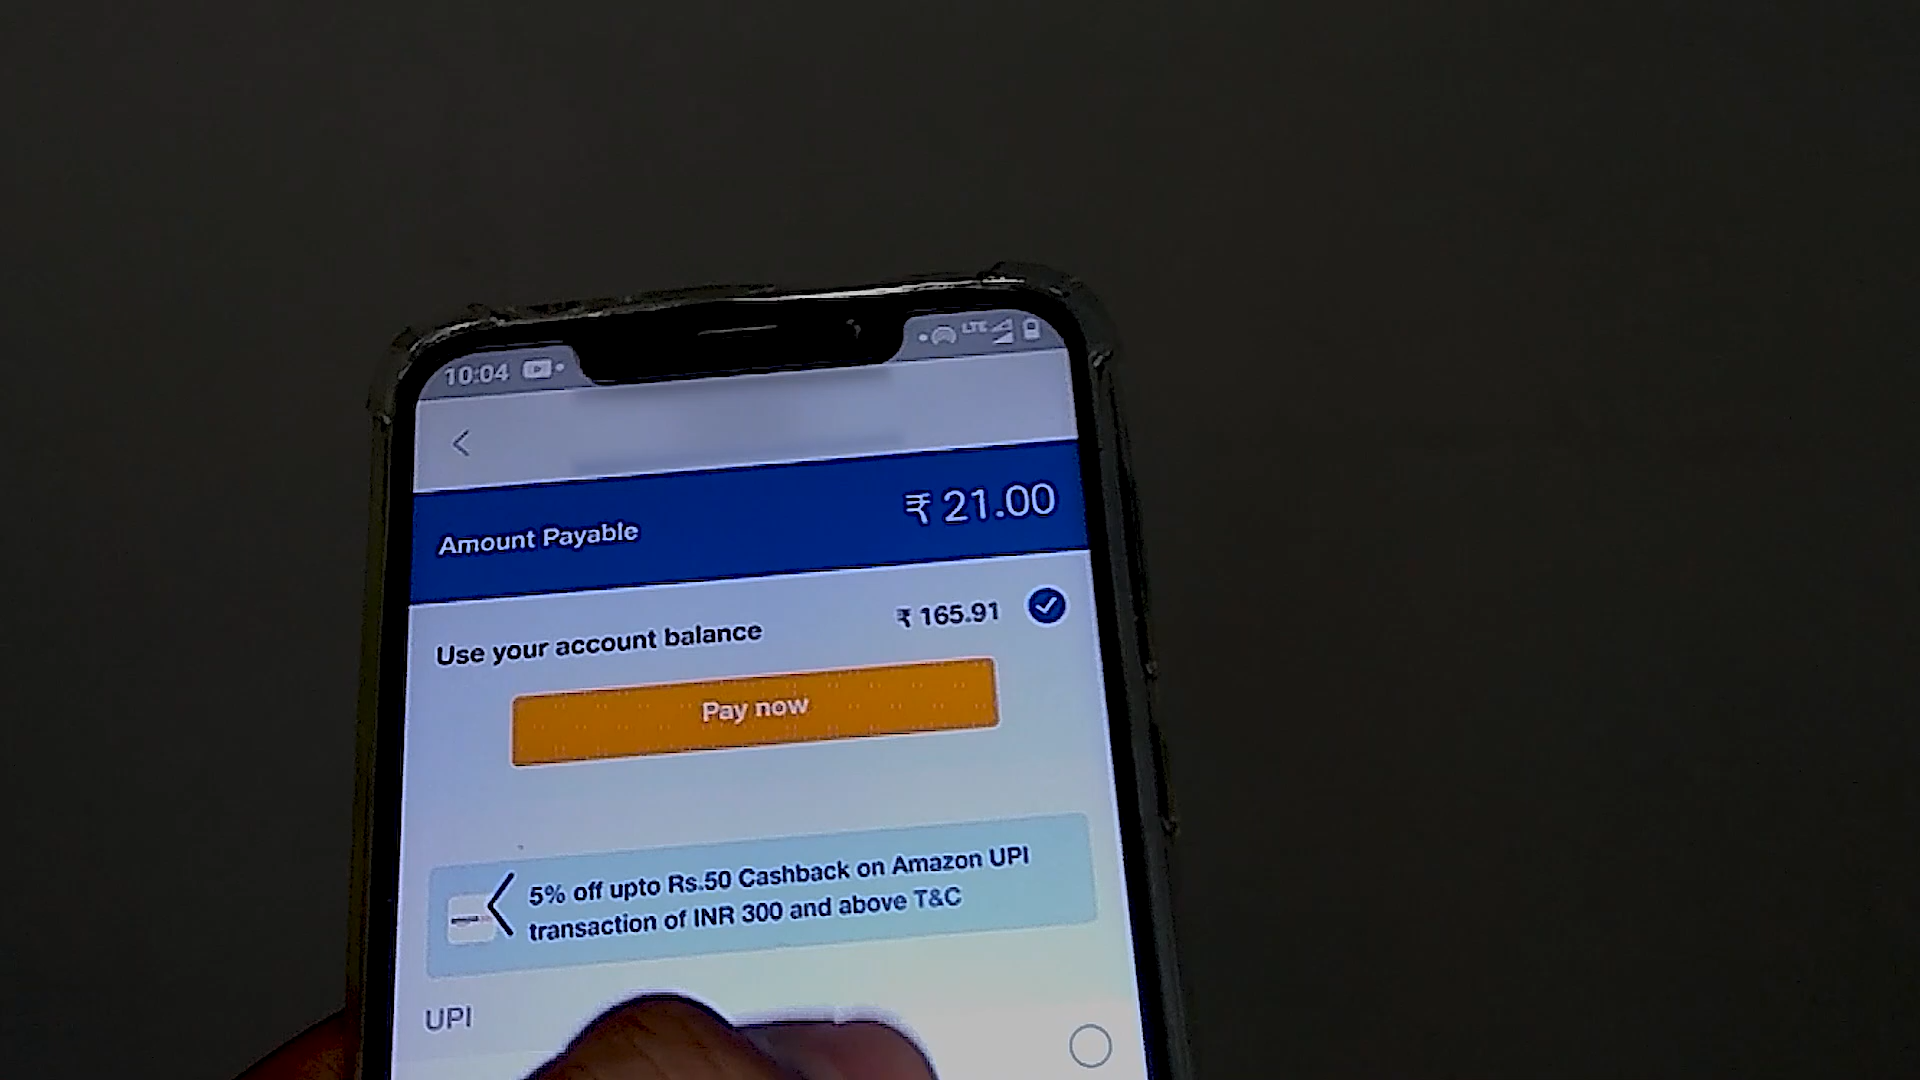 10:04
LTE
Amount Payable ₹ 21.00
Use your account balance ₹ 165.91
Pay now
5% off upto Rs.50 Cashback on Amazon UPI
transaction of INR 300 and above T&C
UPI